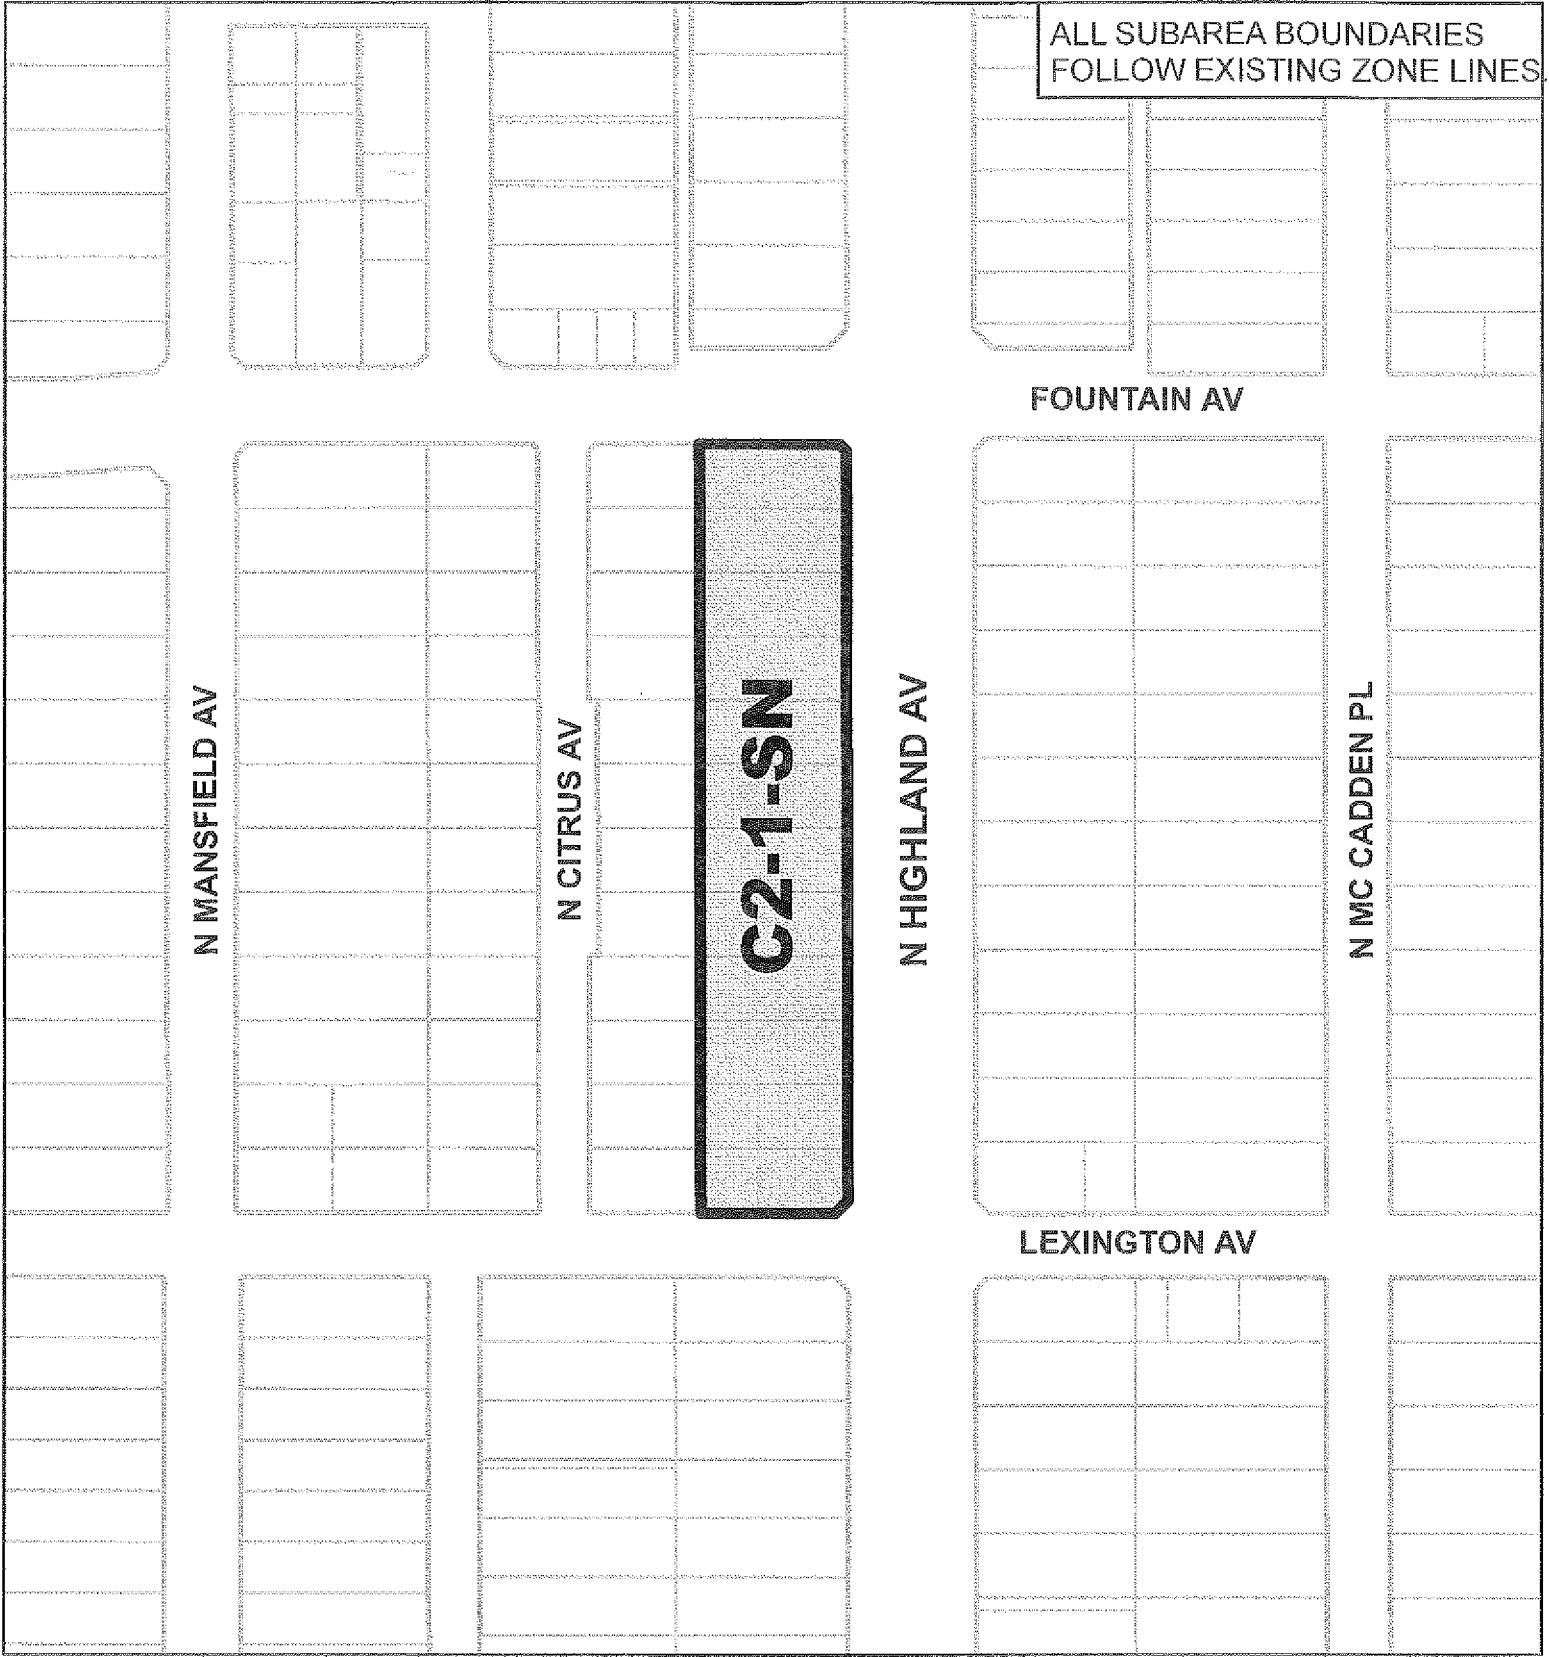 ALL SUBAREA BOUNDARIES
FOLLOW EXISTING ZONE LINES.
FOUNTAIN AV
N MANSFIELD AV
N CITRUS AV
C2-1-SN
N HIGHLAND AV
N MC CADDEN PL
LEXINGTON AV